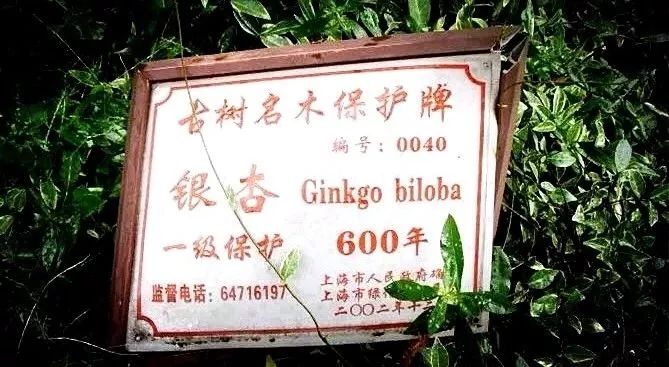 古树名木保护牌
编号：0040
银杏 Ginkgo biloba
一级保护 600年
监督电话：64716197
上海市人民政府
上海市绿
二〇〇二年十